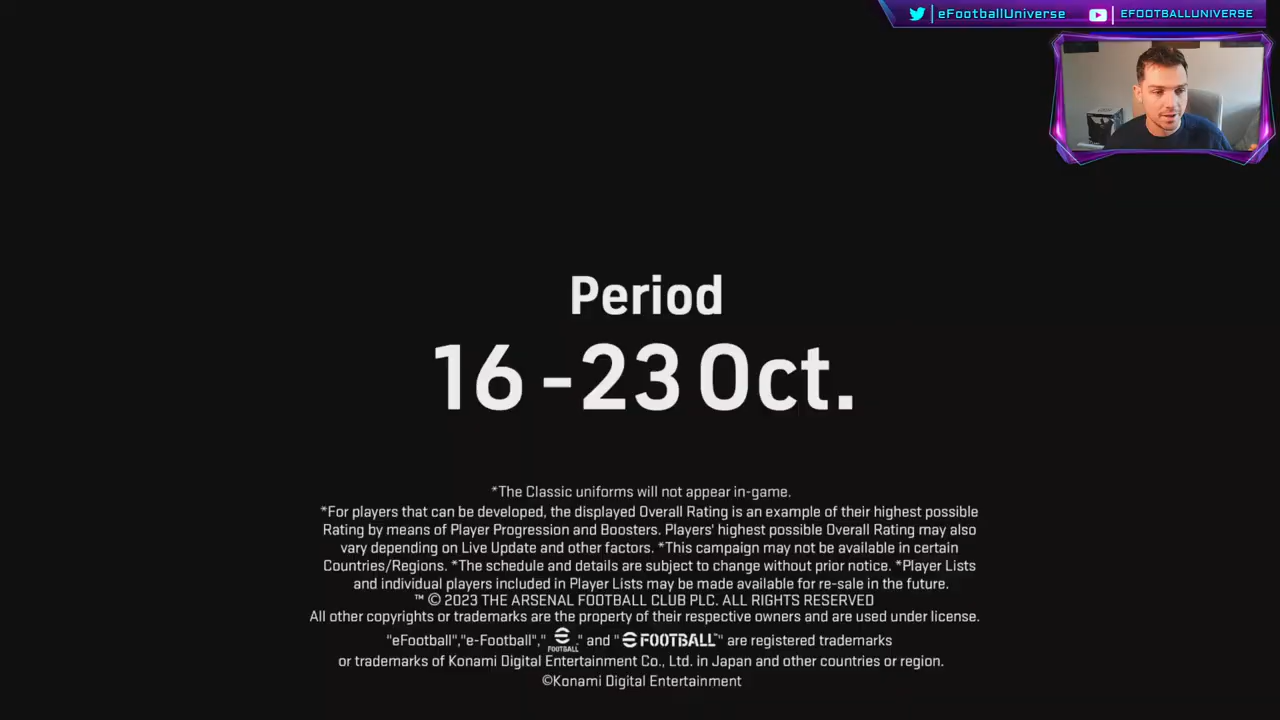 eFootballUniverse
EFOOTBALLUNIVERSE
Period
16 - 23 Oct.
*The Classic uniforms will not appear in-game.
*For players that can be developed, the displayed Overall Rating is an example of their highest possible
Rating by means of Player Progression and Boosters. Players' highest possible Overall Rating may also
vary depending on Live Update and other factors. *This campaign may not be available in certain
Countries/Regions. *The schedule and details are subject to change without prior notice. *Player Lists
and individual players included in Player Lists may be made available for re-sale in the future.
™ © 2023 THE ARSENAL FOOTBALL CLUB PLC. ALL RIGHTS RESERVED
All other copyrights or trademarks are the property of their respective owners and are used under license.
"eFootball","e-Football"," FOOTBALL " and "eFOOTBALL™" are registered trademarks
or trademarks of Konami Digital Entertainment Co., Ltd. in Japan and other countries or region.
©Konami Digital Entertainment